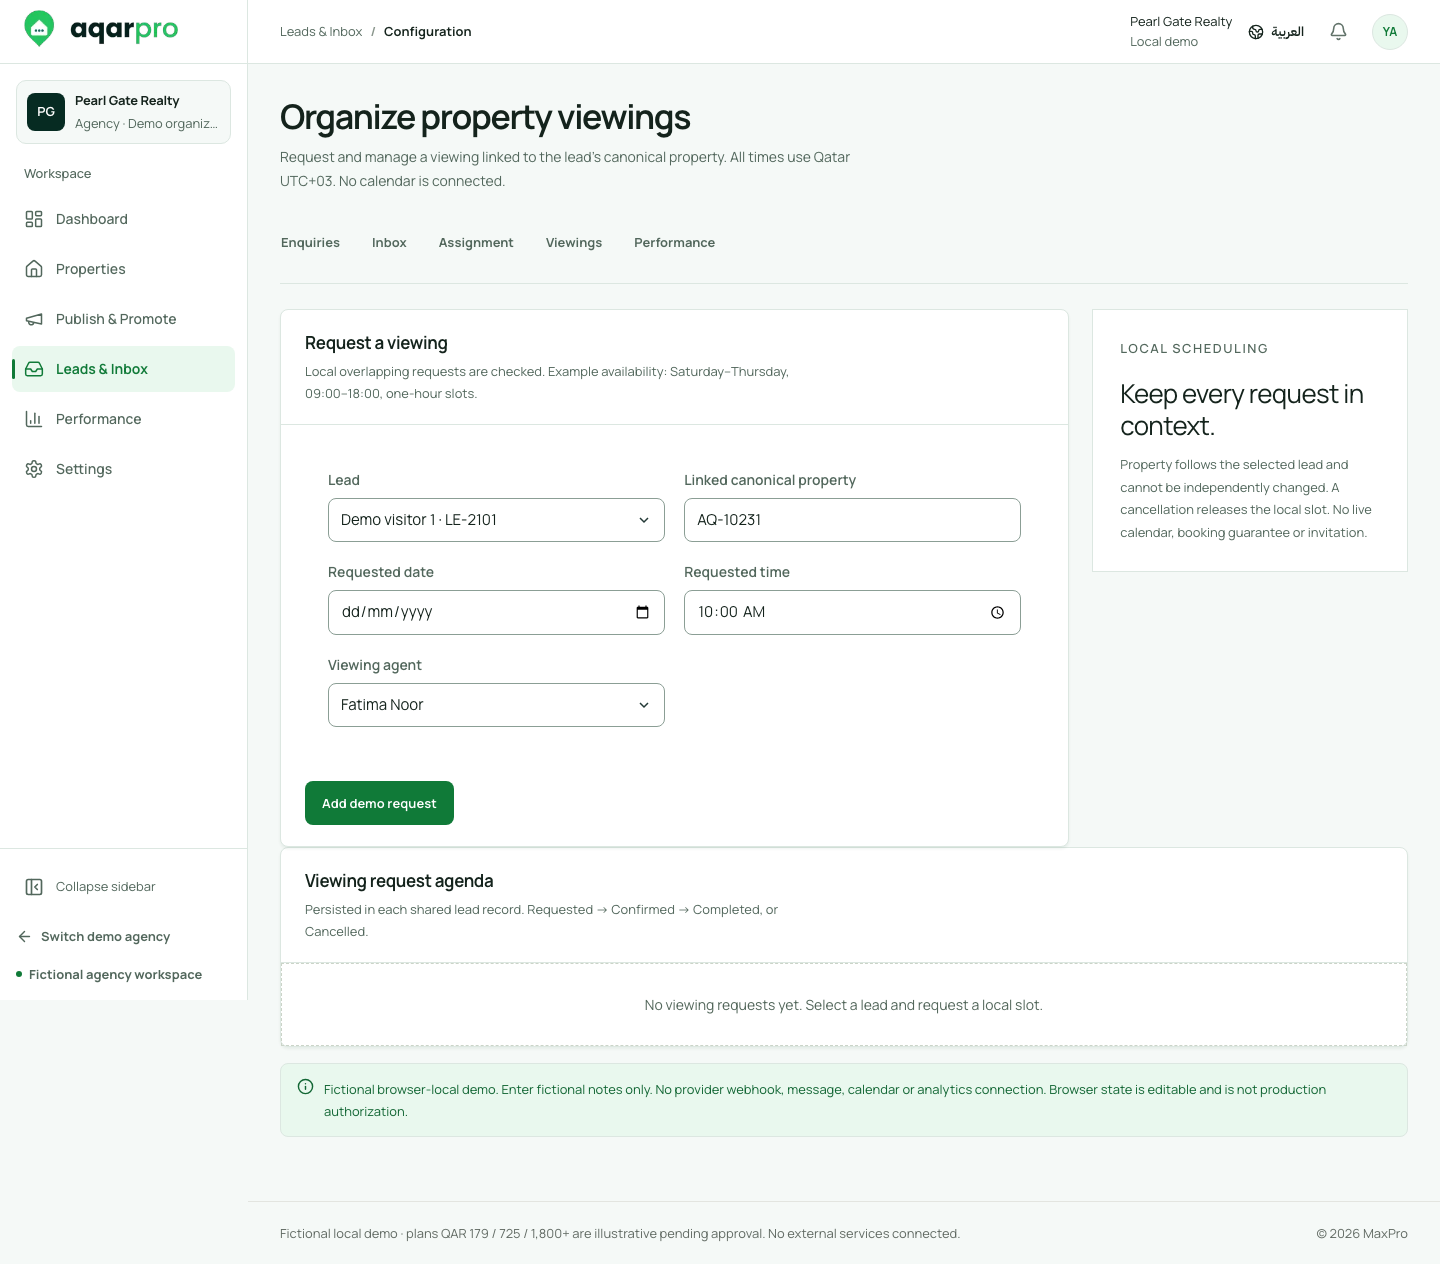 aqarpro
Leads & Inbox / Configuration
Pearl Gate Realty
Local demo
العربية
YA
PG
Pearl Gate Realty
Agency · Demo organiz...
Workspace
Dashboard
Properties
Publish & Promote
Leads & Inbox
Performance
Settings
Collapse sidebar
Switch demo agency
Fictional agency workspace
Organize property viewings
Request and manage a viewing linked to the lead's canonical property. All times use Qatar
UTC+03. No calendar is connected.
Enquiries Inbox Assignment Viewings Performance
Request a viewing
Local overlapping requests are checked. Example availability: Saturday–Thursday,
09:00–18:00, one-hour slots.
Lead
Demo visitor 1 · LE-2101
Linked canonical property
AQ-10231
Requested date
dd/mm/yyyy
Requested time
10:00 AM
Viewing agent
Fatima Noor
Add demo request
LOCAL SCHEDULING
Keep every request in
context.
Property follows the selected lead and
cannot be independently changed. A
cancellation releases the local slot. No live
calendar, booking guarantee or invitation.
Viewing request agenda
Persisted in each shared lead record. Requested → Confirmed → Completed, or
Cancelled.
No viewing requests yet. Select a lead and request a local slot.
Fictional browser-local demo. Enter fictional notes only. No provider webhook, message, calendar or analytics connection. Browser state is editable and is not production
authorization.
Fictional local demo · plans QAR 179 / 725 / 1,800+ are illustrative pending approval. No external services connected.
© 2026 MaxPro